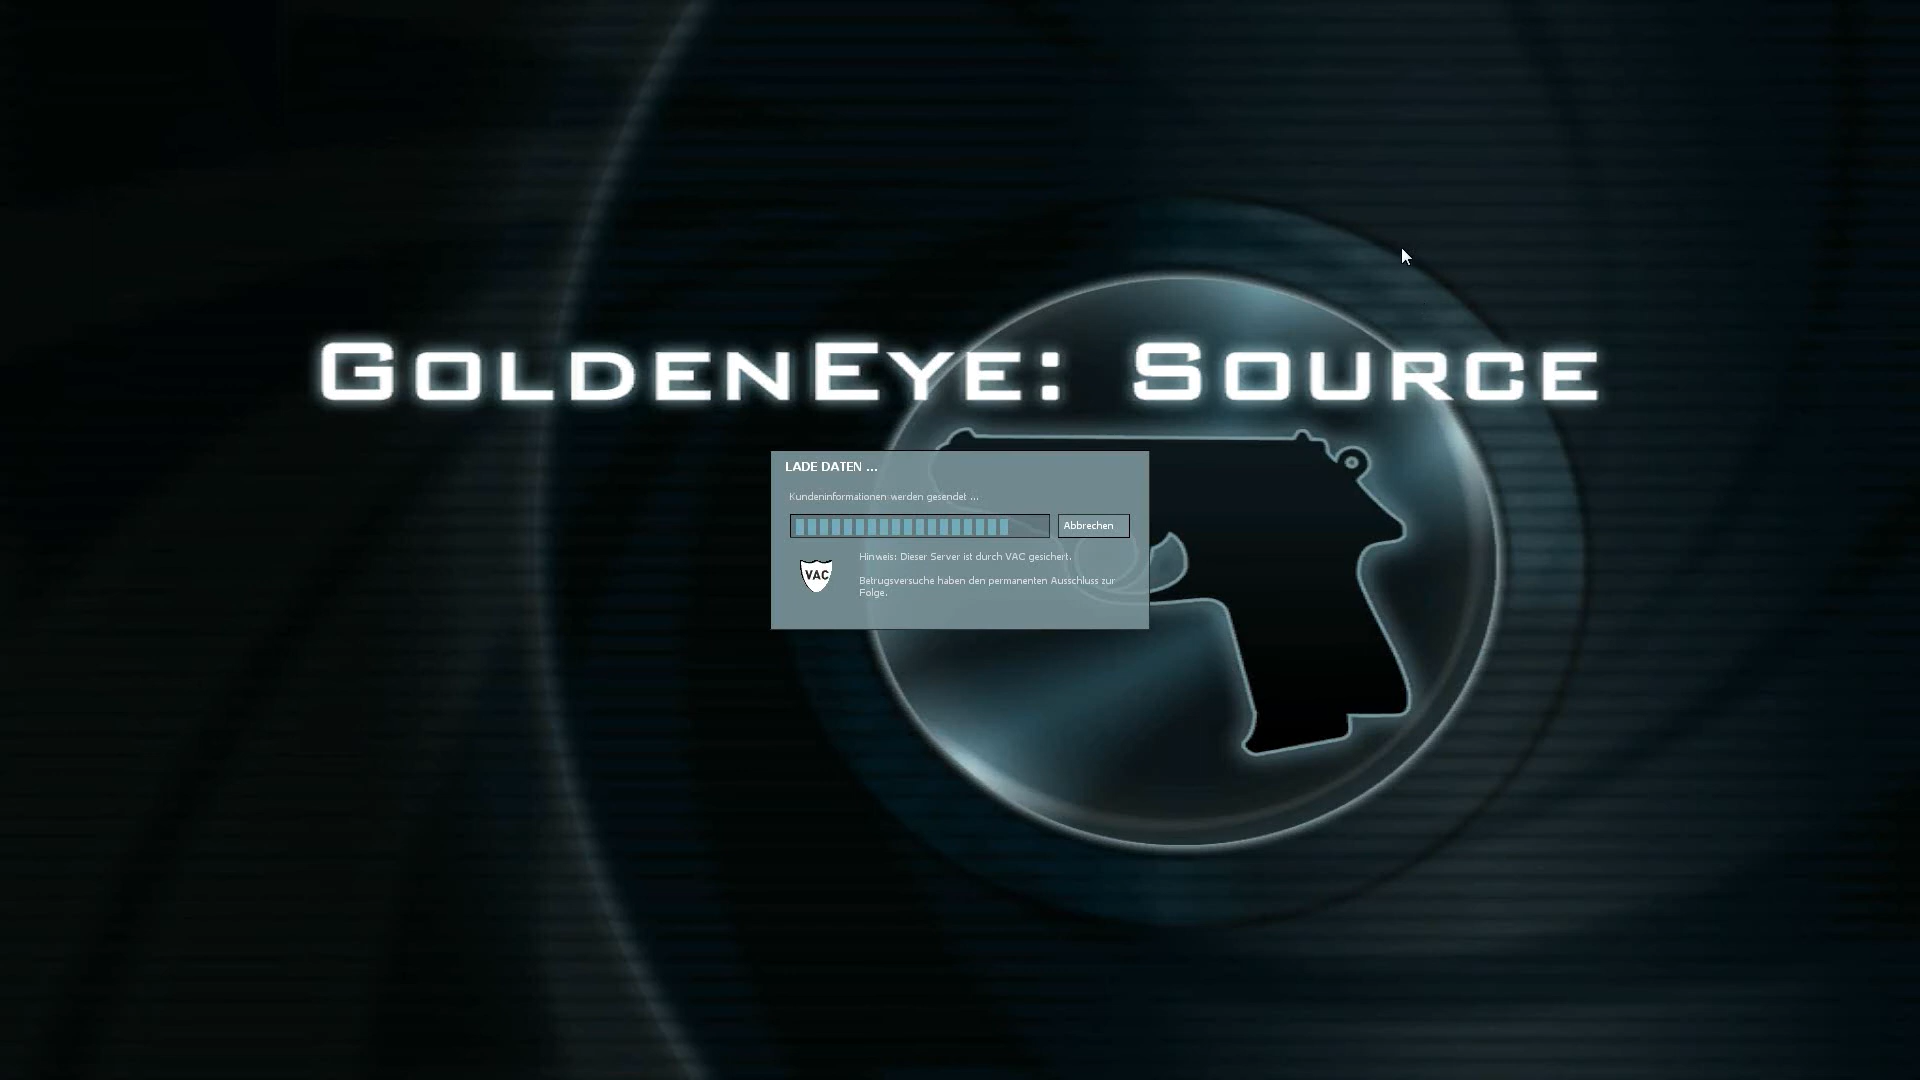 GOLDENEYE: SOURCE
LADE DATEN ...
Kundeninformationen werden gesendet ...
Abbrechen
VAC
Hinweis: Dieser Server ist durch VAC gesichert.
Betrugsversuche haben den permanenten Ausschluss zur
Folge.